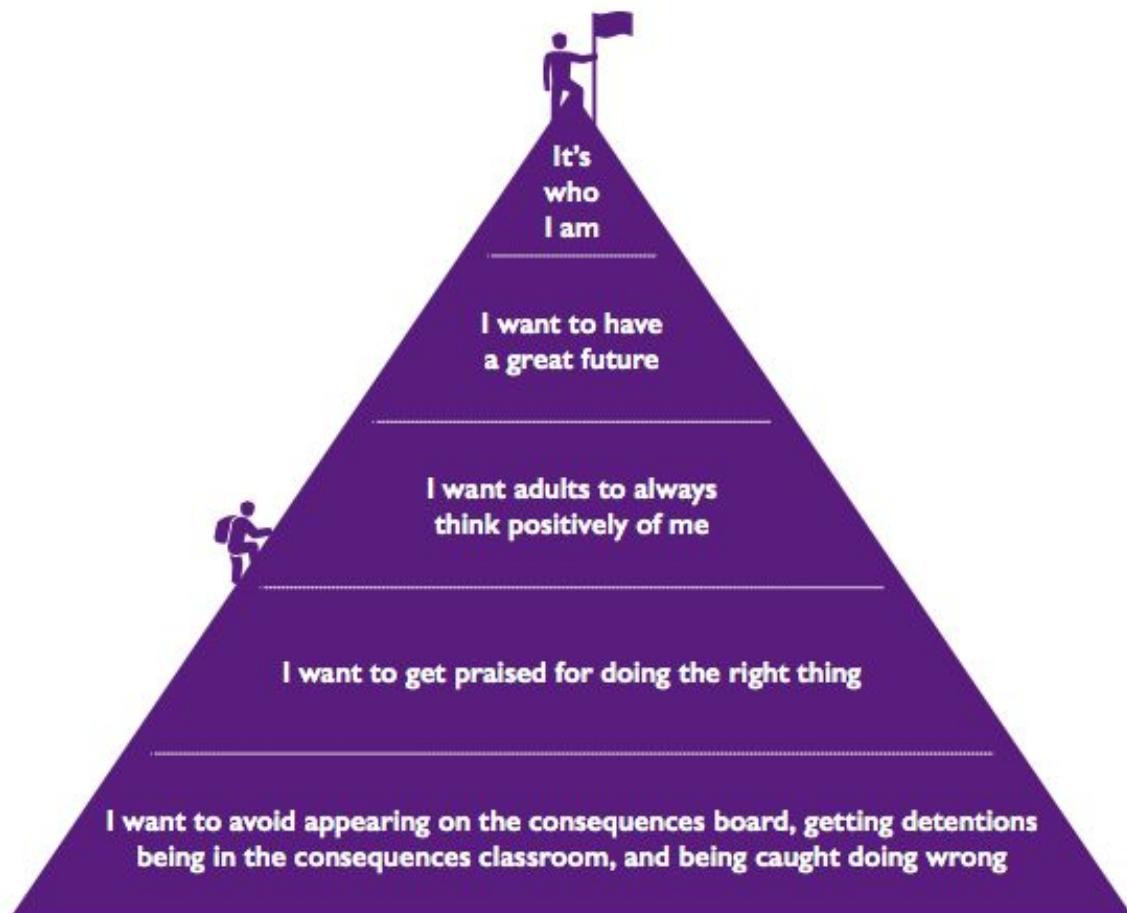 It's
who
I am
I want to have
a great future
I want adults to always
think positively of me
I want to get praised for doing the right thing
I want to avoid appearing on the consequences board, getting detentions
being in the consequences classroom, and being caught doing wrong